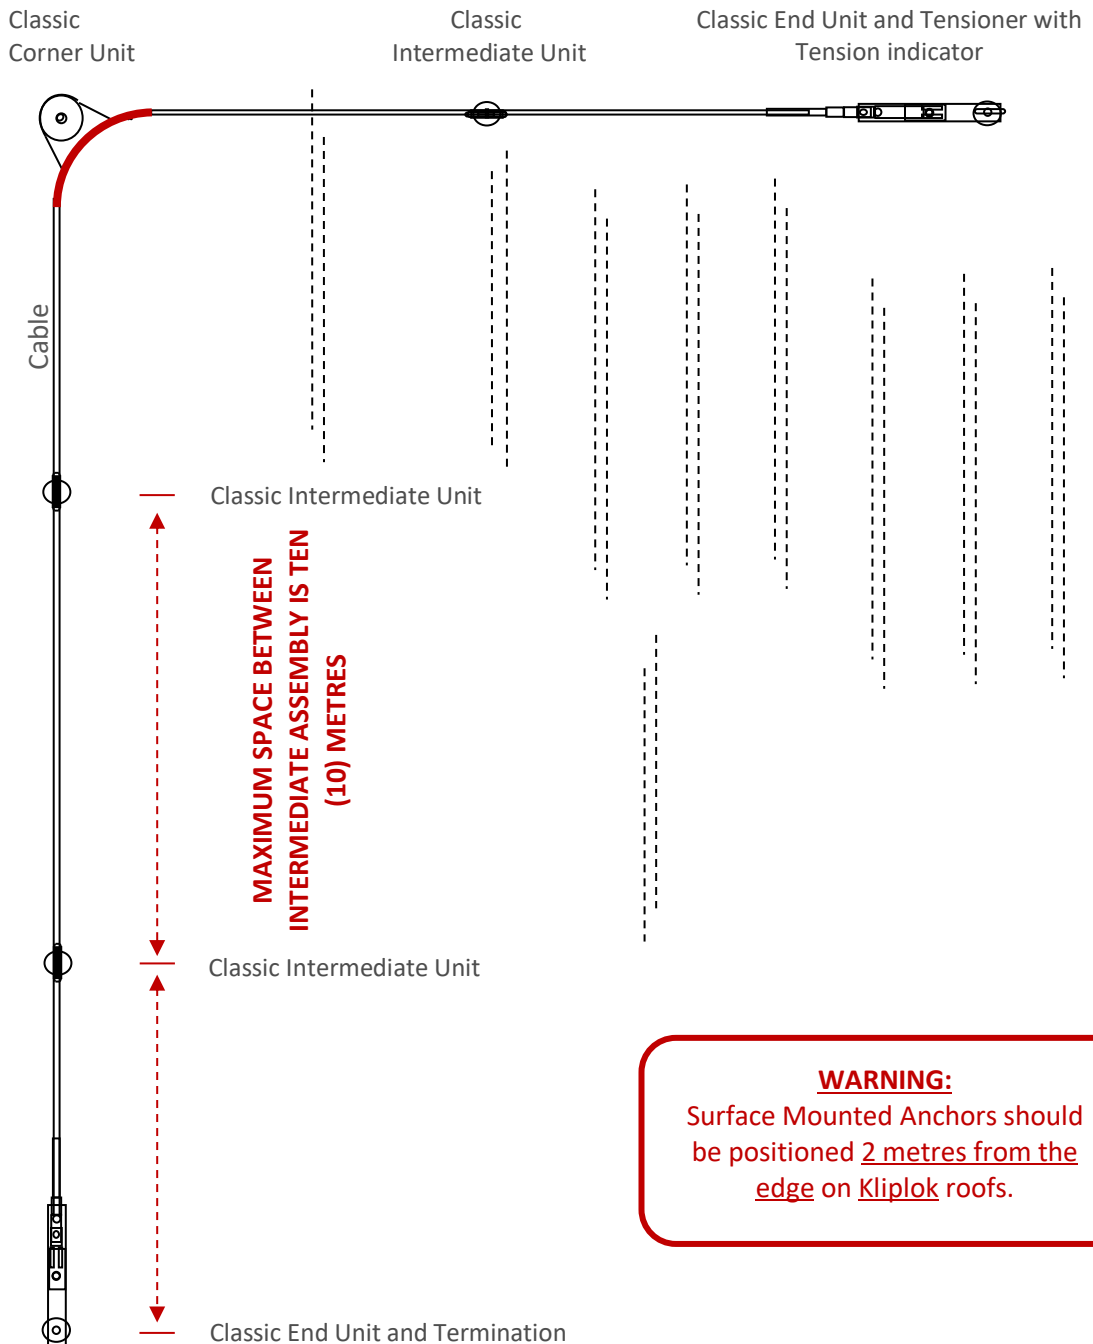 Classic
Corner Unit
Classic
Intermediate Unit
Classic End Unit and Tensioner with
Tension indicator
Cable
Classic Intermediate Unit
MAXIMUM SPACE BETWEEN
INTERMEDIATE ASSEMBLY IS TEN
(10) METRES
Classic Intermediate Unit
WARNING:
Surface Mounted Anchors should
be positioned 2 metres from the
edge on Kliplok roofs.
Classic End Unit and Termination